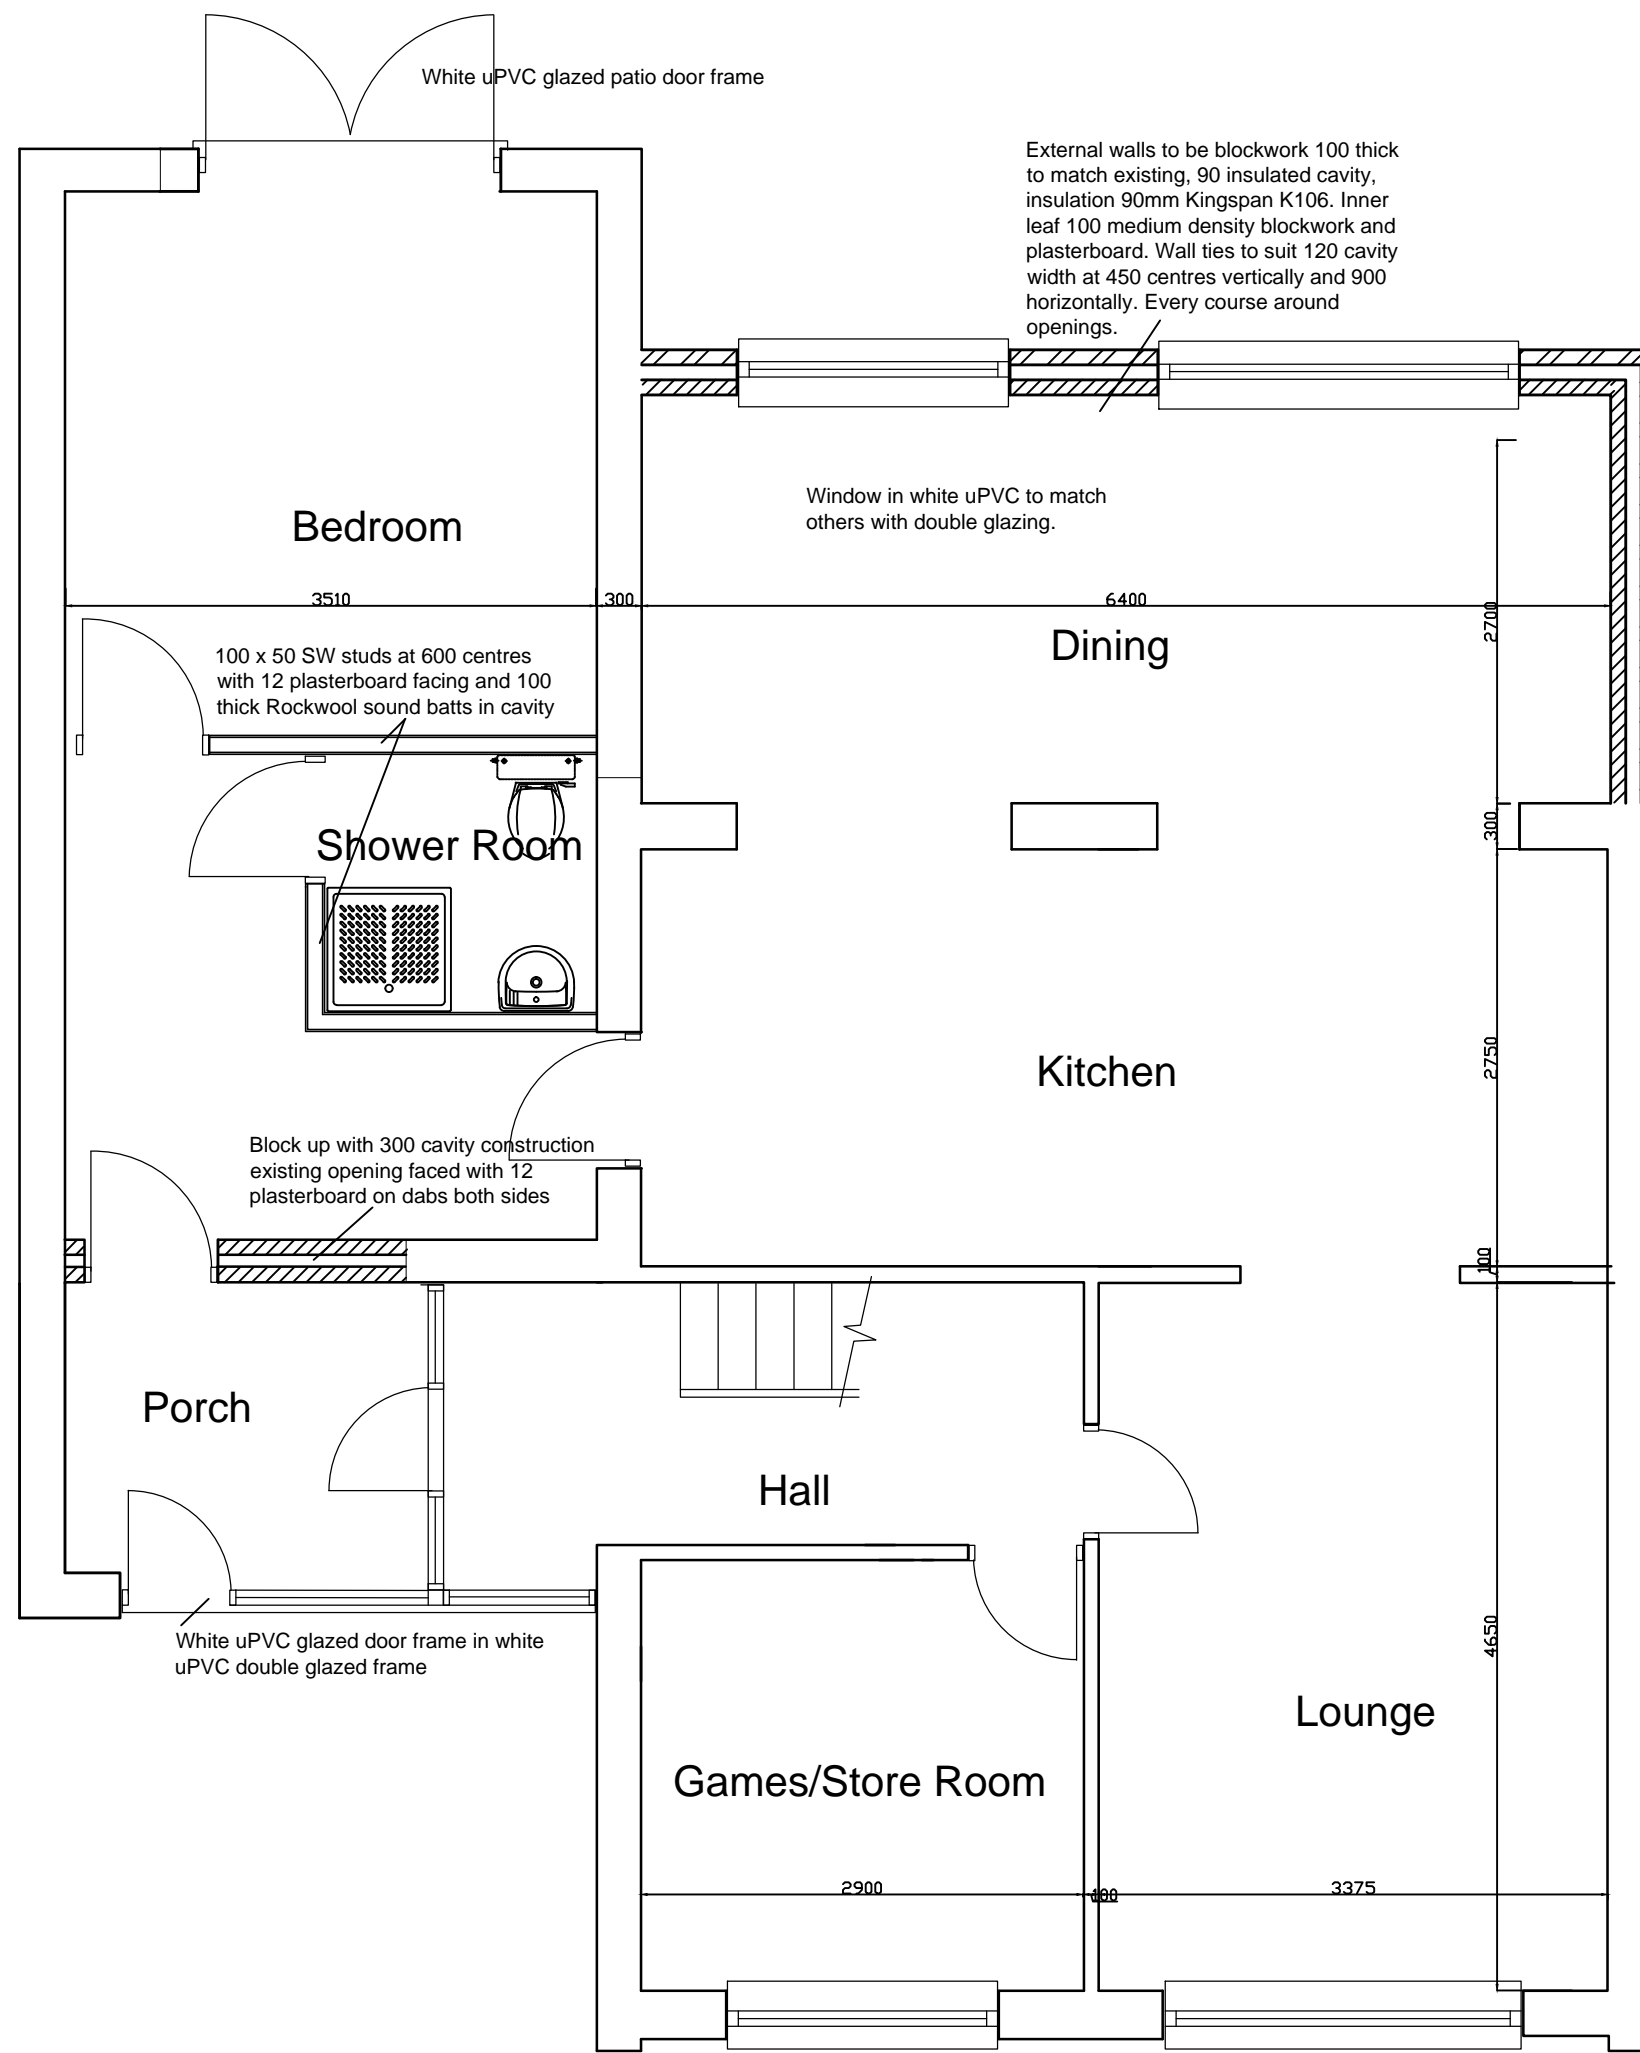 White uPVC glazed patio door frame
External walls to be blockwork 100 thick
to match existing, 90 insulated cavity,
insulation 90mm Kingspan K106. Inner
leaf 100 medium density blockwork and
plasterboard. Wall ties to suit 120 cavity
width at 450 centres vertically and 900
horizontally. Every course around
openings.
Window in white uPVC to match
others with double glazing.
Bedroom
3510
300
6400
2700
Dining
100 x 50 SW studs at 600 centres
with 12 plasterboard facing and 100
thick Rockwool sound batts in cavity
Shower Room
300
Kitchen
2750
Block up with 300 cavity construction
existing opening faced with 12
plasterboard on dabs both sides
100
Porch
Hall
White uPVC glazed door frame in white
uPVC double glazed frame
4650
Lounge
Games/Store Room
2900
100
3375